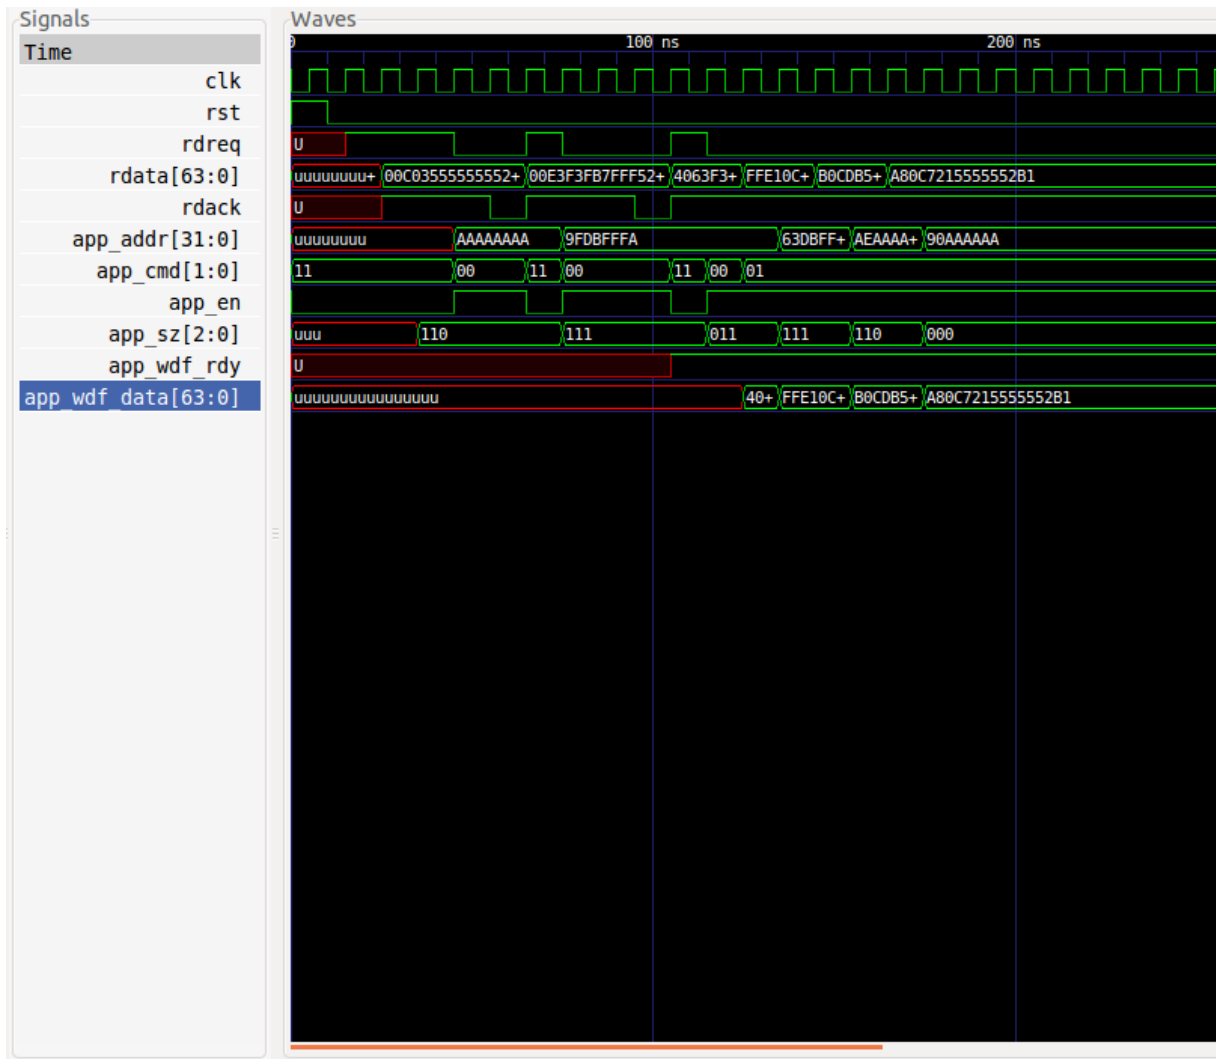 Signals Waves
Time 0 100 ns 200 ns
clk
rst
rdreq U
rdata[63:0] uuuuuuuu+ 00C03555555552+ 00E3F3FB7FFF52+ 4063F3+ FFE10C+ B0CDB5+ A80C7215555552B1
rdack U
app_addr[31:0] uuuuuuuu AAAAAAAA 9FDBFFFA 63DBFF+ AEAAAA+ 90AAAAAA
app_cmd[1:0] 11 00 11 00 11 00 01
app_en
app_sz[2:0] uuu 110 111 011 111 110 000
app_wdf_rdy U
app_wdf_data[63:0] uuuuuuuuuuuuuuuu 40+ FFE10C+ B0CDB5+ A80C7215555552B1